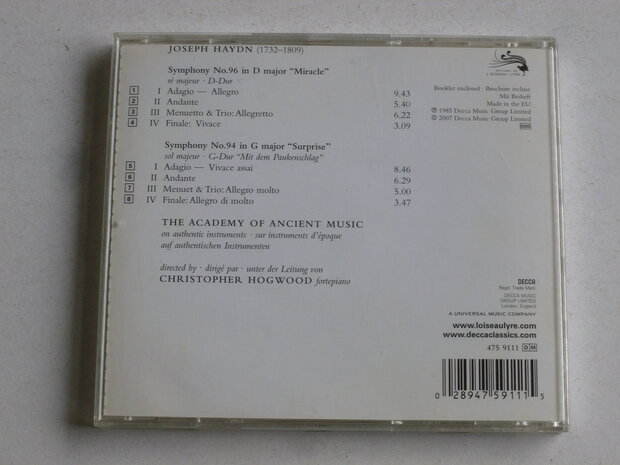 JOSEPH HAYDN (1732–1809)
Symphony No.96 in D major “Miracle”
ré majeur · D-Dur
1 I Adagio — Allegro 9.43
2 II Andante 5.40
3 III Menuetto & Trio: Allegretto 6.22
4 IV Finale: Vivace 3.09
Symphony No.94 in G major “Surprise”
sol majeur · G-Dur “Mit dem Paukenschlag”
5 I Adagio — Vivace assai 8.46
6 II Andante 6.29
7 III Menuet & Trio: Allegro molto 5.00
8 IV Finale: Allegro di molto 3.47
THE ACADEMY OF ANCIENT MUSIC
on authentic instruments · sur instruments d'époque
auf authentischen Instrumenten
directed by · dirigé par · unter der Leitung von
CHRISTOPHER HOGWOOD fortepiano
L'OISEAU-LYRE
Booklet enclosed · Brochure incluse
Mit Beiheft
Made in the EU
℗ 1985 Decca Music Group Limited
© 2007 Decca Music Group Limited
DDD
DECCA
Regd. Trade Mark
DECCA MUSIC
GROUP LIMITED
London, England
A UNIVERSAL MUSIC COMPANY
www.loiseaulyre.com
www.deccaclassics.com
475 9111 DM
0 28947 59111 5